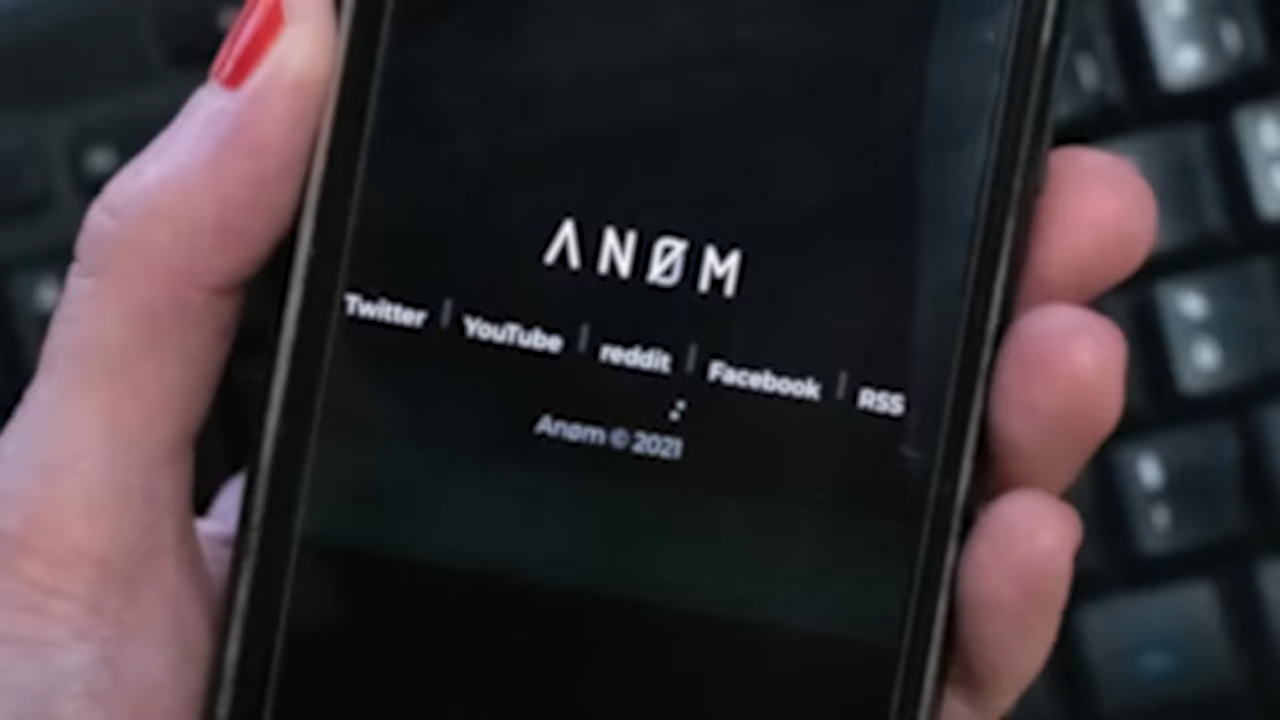 ΛNØM
Twitter | YouTube | reddit | Facebook | RSS
:
Anøm © 2021